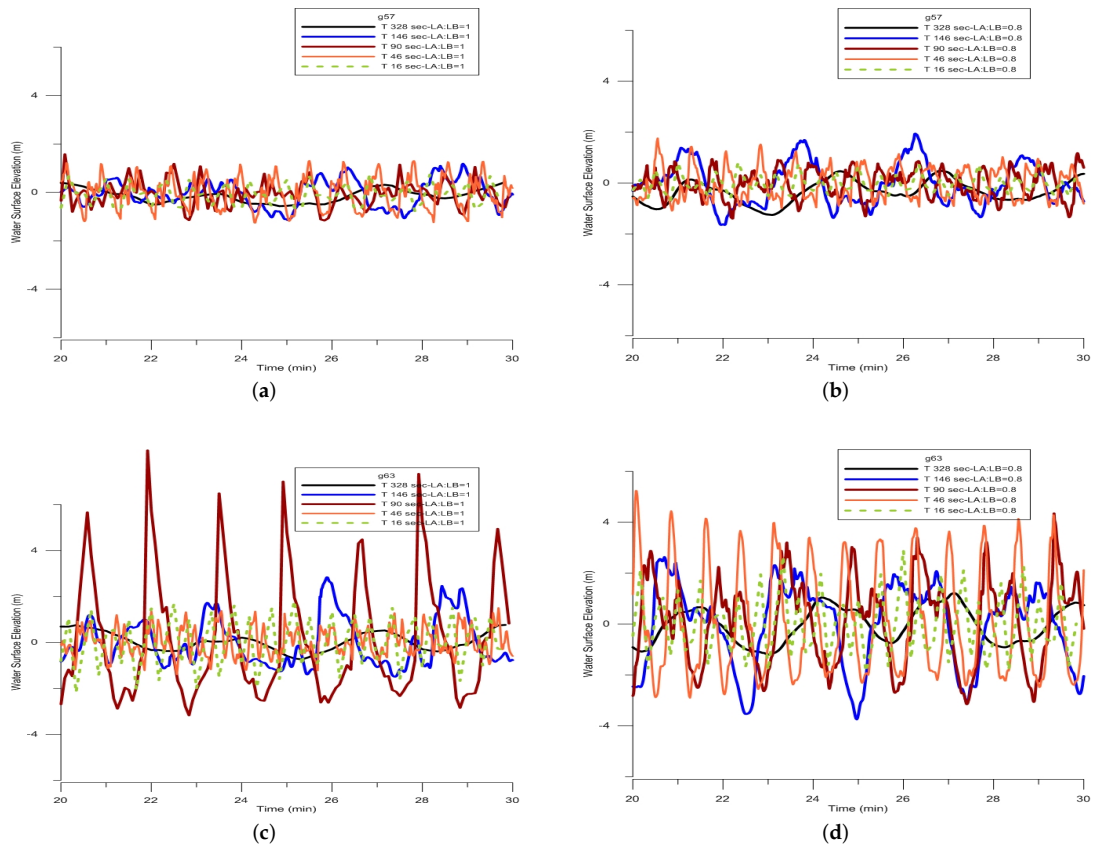 g57
T 328 sec-LA:LB=1
T 146 sec-LA:LB=1
T 90 sec-LA:LB=1
T 46 sec-LA:LB=1
T 16 sec-LA:LB=1
Water Surface Elevation (m)
4
0
-4
20 22 24 26 28 30
Time (min)
(a)
g57
T 328 sec-LA:LB=0.8
T 146 sec-LA:LB=0.8
T 90 sec-LA:LB=0.8
T 46 sec-LA:LB=0.8
T 16 sec-LA:LB=0.8
Water Surface Elevation (m)
4
0
-4
20 22 24 26 28 30
Time (min)
(b)
g63
T 328 sec-LA:LB=1
T 146 sec-LA:LB=1
T 90 sec-LA:LB=1
T 46 sec-LA:LB=1
T 16 sec-LA:LB=1
Water Surface Elevation (m)
4
0
-4
20 22 24 26 28 30
Time (min)
(c)
g63
T 328 sec-LA:LB=0.8
T 146 sec-LA:LB=0.8
T 90 sec-LA:LB=0.8
T 46 sec-LA:LB=0.8
T 16 sec-LA:LB=0.8
Water Surface Elevation (m)
4
0
-4
20 22 24 26 28 30
Time (min)
(d)